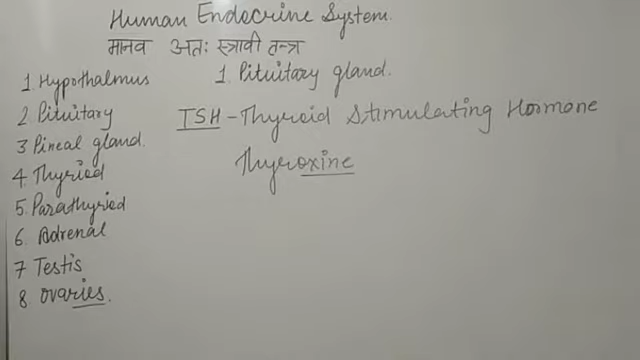 Human Endocrine System.
मानव अतः स्त्रावी तन्त्र
1 Hypothalmus
2 Pituitary
3 Pineal gland.
4. Thyried
5. Parathyried
6. Adrenal
7 Testis
8 ovaries.
1. Pituitary gland.
TSH - Thyroid Stimulating Hormone
Thyroxine